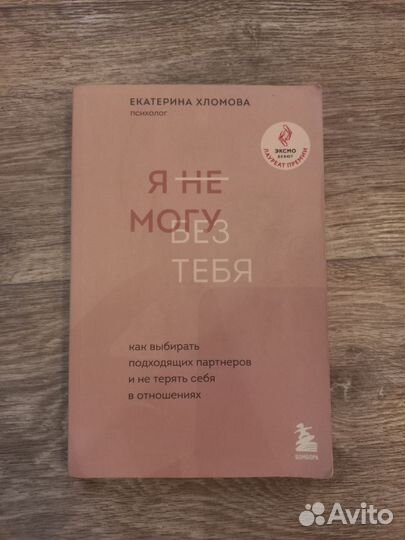 ЕКАТЕРИНА ХЛОМОВА
психолог
ЭКСМО
ДЕБЮТ
ЛАУРЕАТ ПРЕМИИ
Я НЕ
МОГУ
БЕЗ
ТЕБЯ
как выбирать
подходящих партнеров
и не терять себя
в отношениях
БОМБОРА
Avito